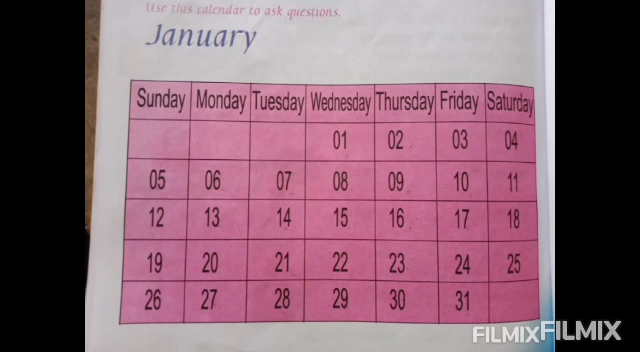 Use this calendar to ask questions.
January
Sunday Monday Tuesday Wednesday Thursday Friday Saturday
01 02 03 04
05 06 07 08 09 10 11
12 13 14 15 16 17 18
19 20 21 22 23 24 25
26 27 28 29 30 31
FILMIX FILMIX